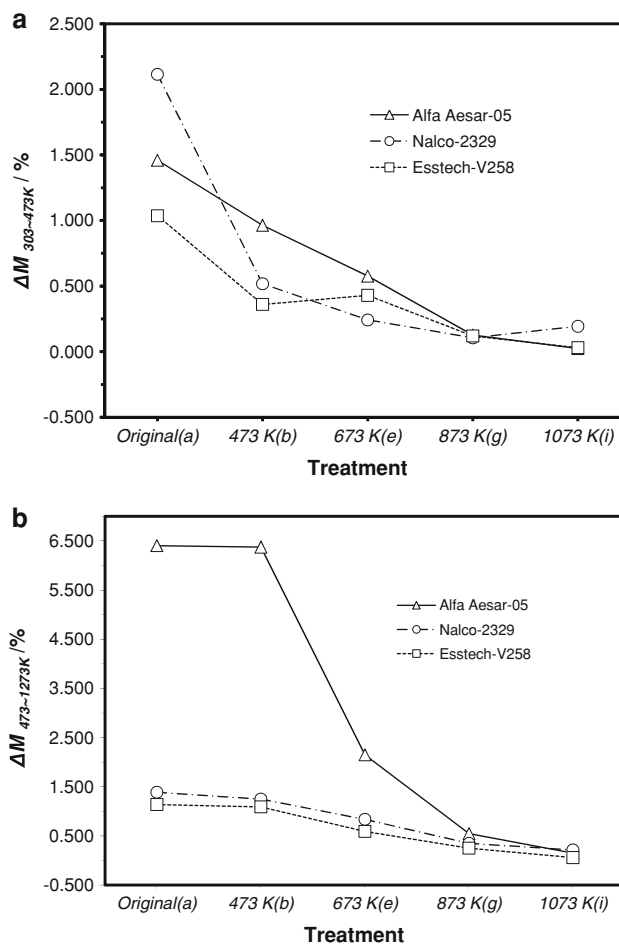 a
ΔM 303~473K / %
2.500
2.000
1.500
1.000
0.500
0.000
-0.500
Alfa Aesar-05
Nalco-2329
Esstech-V258
Original(a) 473 K(b) 673 K(e) 873 K(g) 1073 K(i)
Treatment
b
ΔM 473~1273K / %
6.500
5.500
4.500
3.500
2.500
1.500
0.500
-0.500
Alfa Aesar-05
Nalco-2329
Esstech-V258
Original(a) 473 K(b) 673 K(e) 873 K(g) 1073 K(i)
Treatment